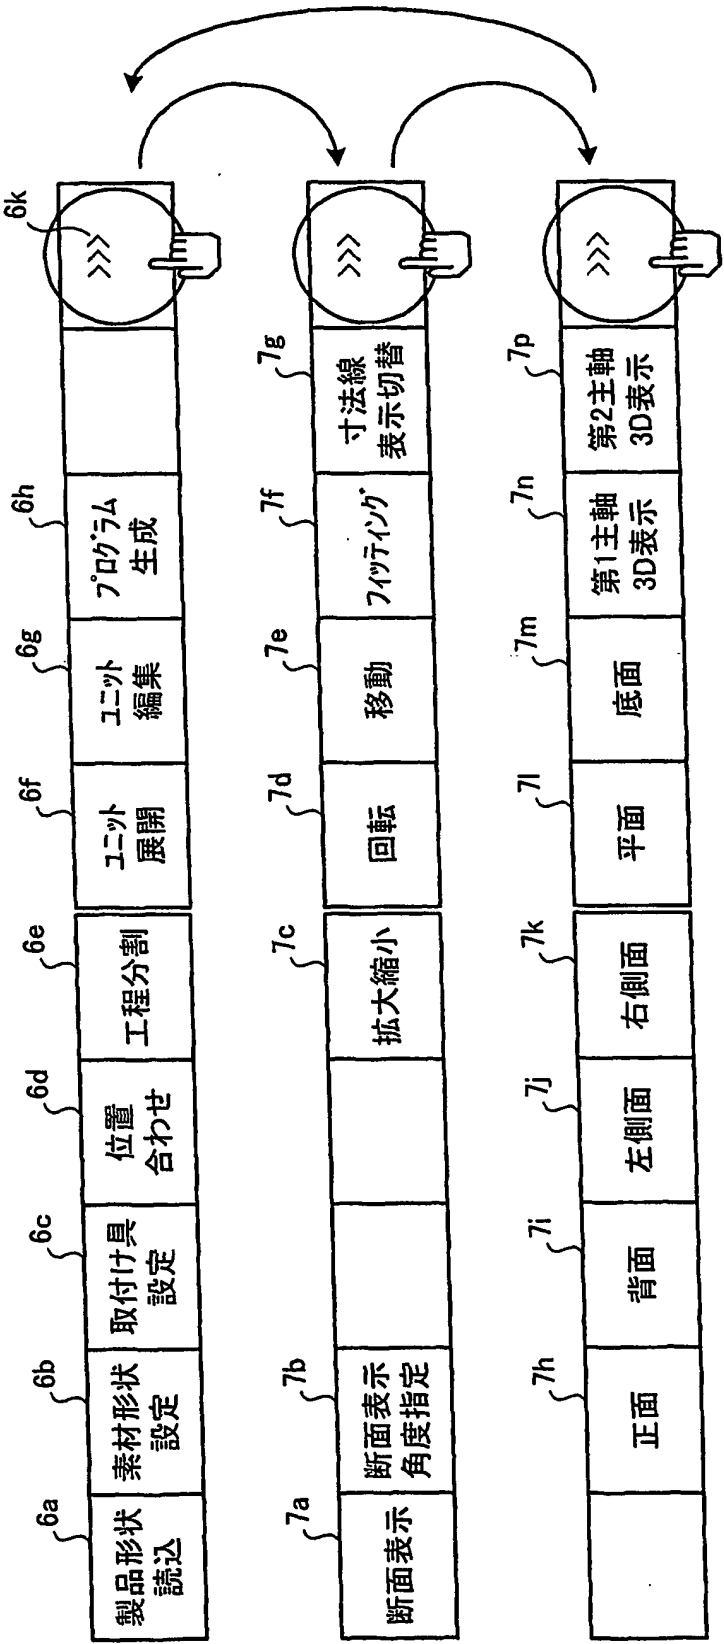 6a
6b
6c
6d
6e
6f
6g
6h
6k
製品形状
読込
素材形状
設定
取付け具
設定
位置
合わせ
工程分割
ユニット
展開
ユニット
編集
プログラム
生成
>>>
7a
7b
7c
7d
7e
7f
7g
断面表示
断面表示
角度指定
拡大縮小
回転
移動
フィッティング
寸法線
表示切替
>>>
7h
7i
7j
7k
7l
7m
7n
7p
正面
背面
左側面
右側面
平面
底面
第1主軸
3D表示
第2主軸
3D表示
>>>